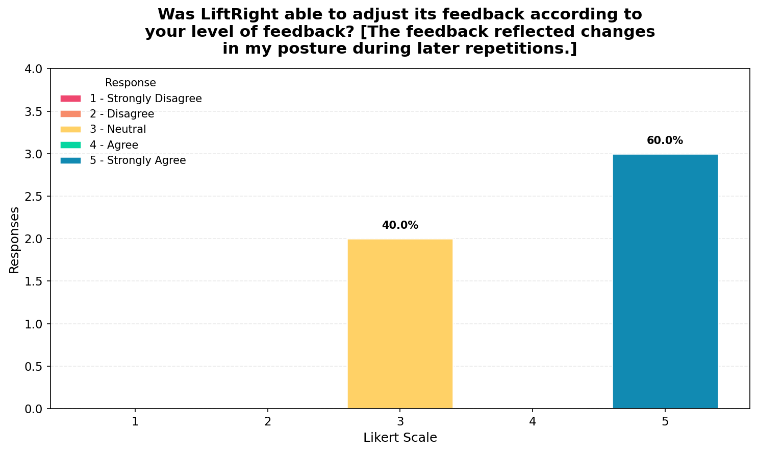 Was LiftRight able to adjust its feedback according to
your level of feedback? [The feedback reflected changes
in my posture during later repetitions.]
4.0
3.5
3.0
2.5
2.0
1.5
1.0
0.5
0.0
Responses
Response
1 - Strongly Disagree
2 - Disagree
3 - Neutral
4 - Agree
5 - Strongly Agree
40.0%
60.0%
1 2 3 4 5
Likert Scale